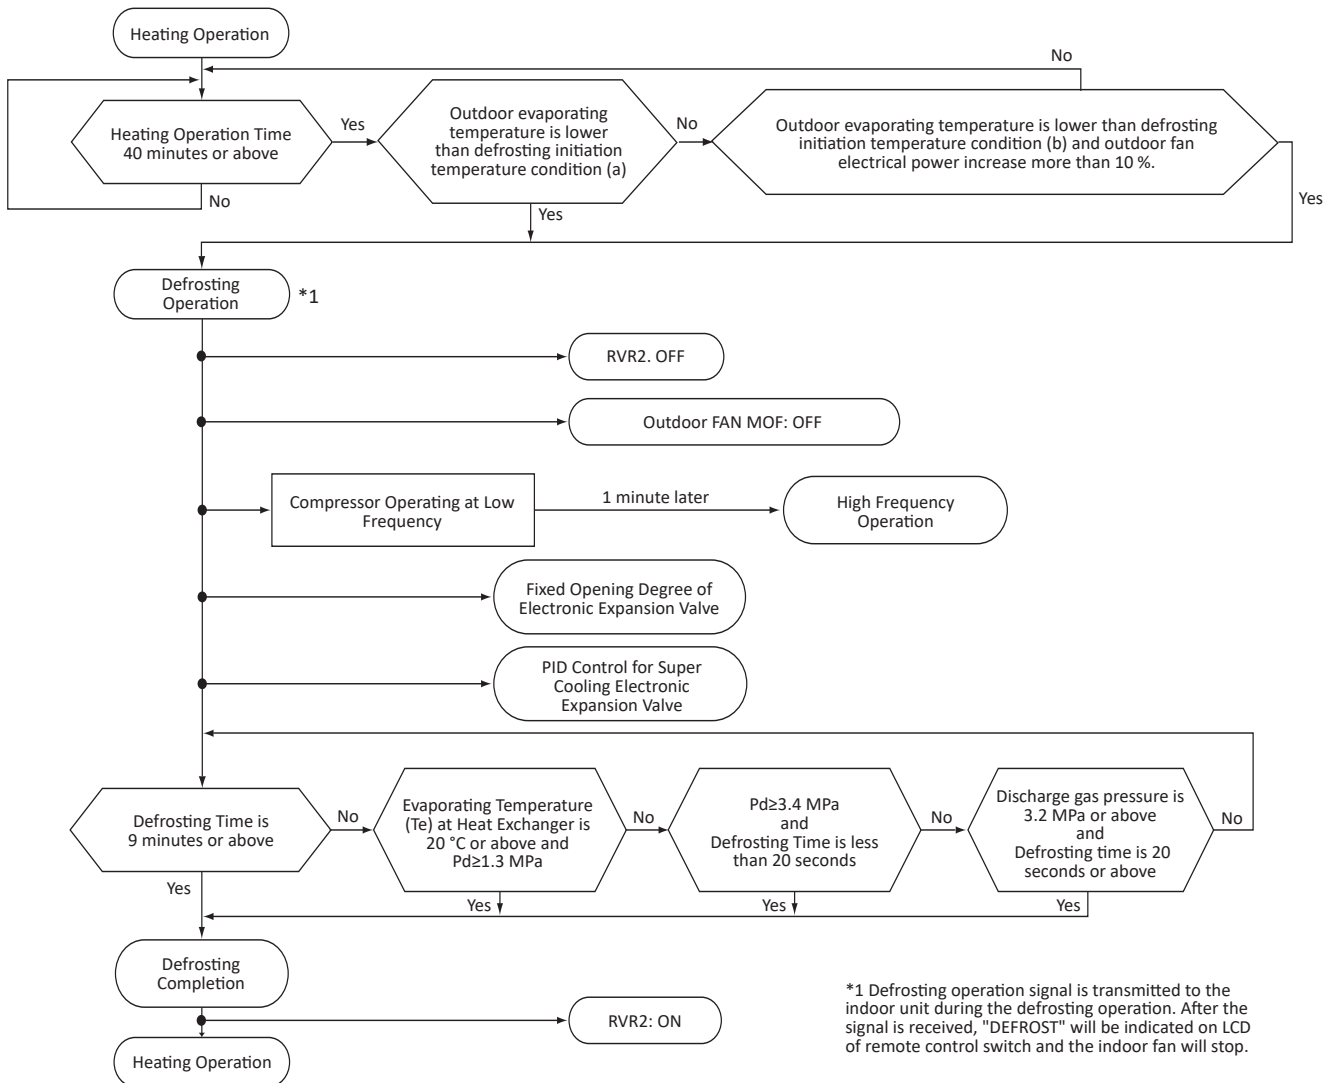 Heating Operation
No
Heating Operation Time
40 minutes or above
Yes
No
Outdoor evaporating
temperature is lower
than defrosting initiation
temperature condition (a)
No
Yes
Outdoor evaporating temperature is lower than defrosting
initiation temperature condition (b) and outdoor fan
electrical power increase more than 10 %.
Yes
Defrosting
Operation
*1
RVR2. OFF
Outdoor FAN MOF: OFF
Compressor Operating at Low
Frequency
1 minute later
High Frequency
Operation
Fixed Opening Degree of
Electronic Expansion Valve
PID Control for Super
Cooling Electronic
Expansion Valve
Defrosting Time is
9 minutes or above
No
Yes
Evaporating Temperature
(Te) at Heat Exchanger is
20 °C or above and
Pd≥1.3 MPa
No
Yes
Pd≥3.4 MPa
and
Defrosting Time is less
than 20 seconds
No
Yes
Discharge gas pressure is
3.2 MPa or above
and
Defrosting time is 20
seconds or above
No
Yes
Defrosting
Completion
RVR2: ON
Heating Operation
*1 Defrosting operation signal is transmitted to the
indoor unit during the defrosting operation. After the
signal is received, "DEFROST" will be indicated on LCD
of remote control switch and the indoor fan will stop.